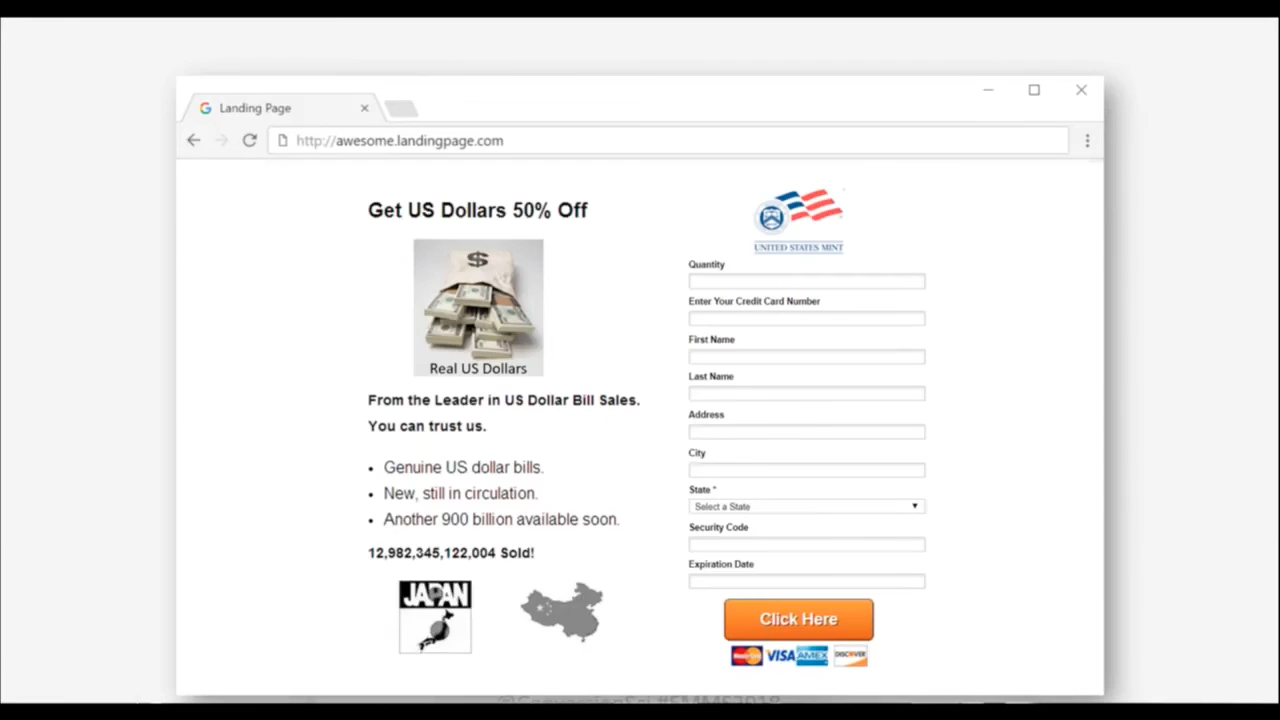 Landing Page
http://awesome.landingpage.com
Get US Dollars 50% Off
$
Real US Dollars
From the Leader in US Dollar Bill Sales.
You can trust us.
• Genuine US dollar bills.
• New, still in circulation.
• Another 900 billion available soon.
12,982,345,122,004 Sold!
JAPAN
UNITED STATES MINT
Quantity
Enter Your Credit Card Number
First Name
Last Name
Address
City
State *
Select a State
Security Code
Expiration Date
Click Here
MasterCard VISA AMEX DISCOVER